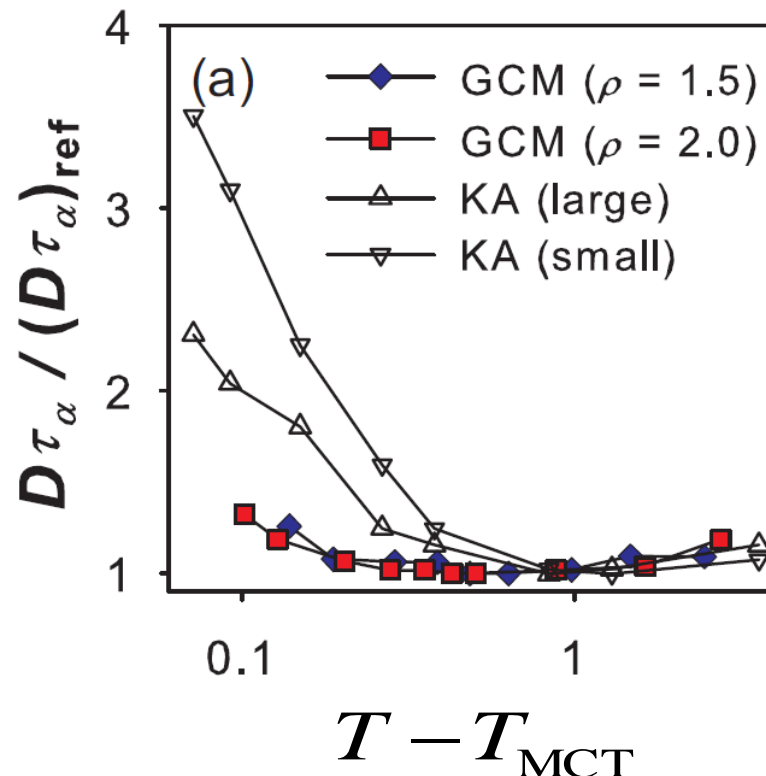 4
(a)
GCM (ρ = 1.5)
GCM (ρ = 2.0)
KA (large)
KA (small)
3
2
1
Dτα / (Dτα)ref
0.1 1
T − TMCT